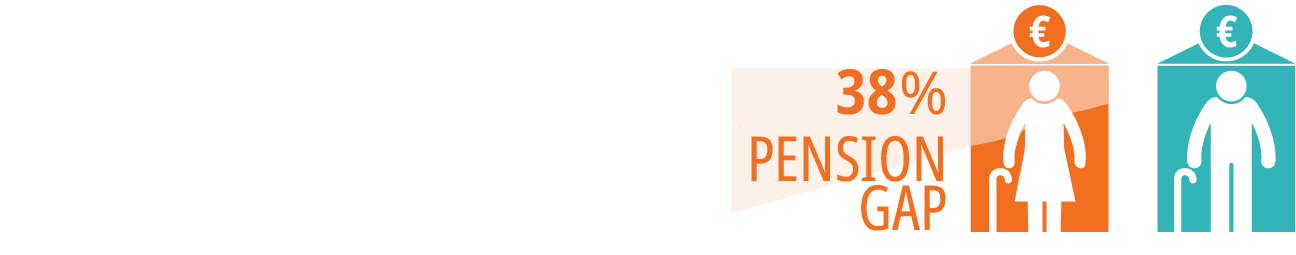 €
€
38%
PENSION
GAP